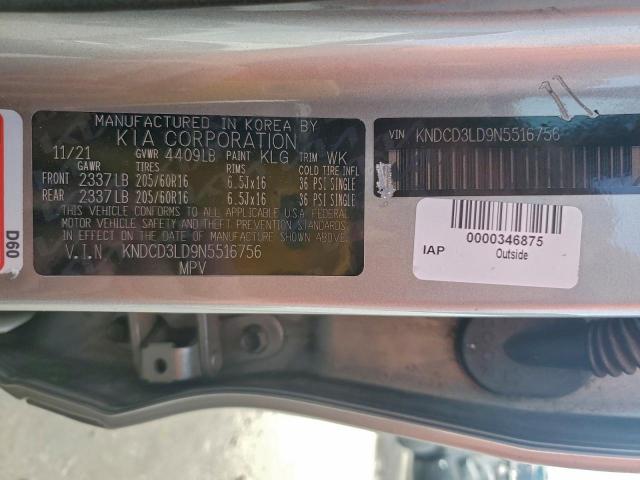 MANUFACTURED IN KOREA BY
KIA CORPORATION
11/21 GVWR 4409LB PAINT KLG TRIM WK
GAWR TIRES RIMS COLD TIRE INFL
FRONT 2337LB 205/60R16 6.5JX16 36 PSI SINGLE
REAR 2337LB 205/60R16 6.5JX16 36 PSI SINGLE
THIS VEHICLE CONFORMS TO ALL APPLICABLE U.S.A FEDERAL
MOTOR VEHICLE SAFETY AND THEFT PREVENTION STANDARDS
IN EFFECT ON THE DATE OF MANUFACTURE SHOWN ABOVE.
V.I.N KNDCD3LD9N5516756
MPV
VIN KNDCD3LD9N5516756
IAP 0000346875
Outside
D60